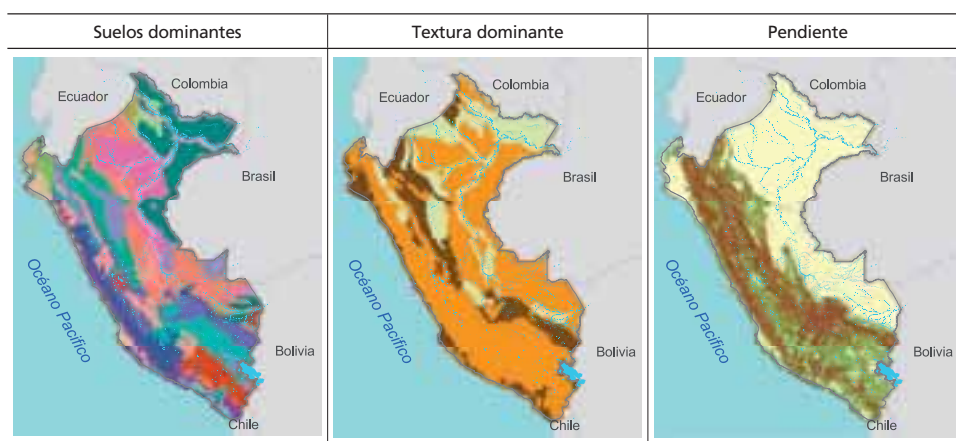 Suelos dominantes
Textura dominante
Pendiente
Colombia
Ecuador
Brasil
Océano Pacífico
Bolivia
Chile
Colombia
Ecuador
Brasil
Océano Pacífico
Bolivia
Chile
Colombia
Ecuador
Brasil
Océano Pacífico
Bolivia
Chile